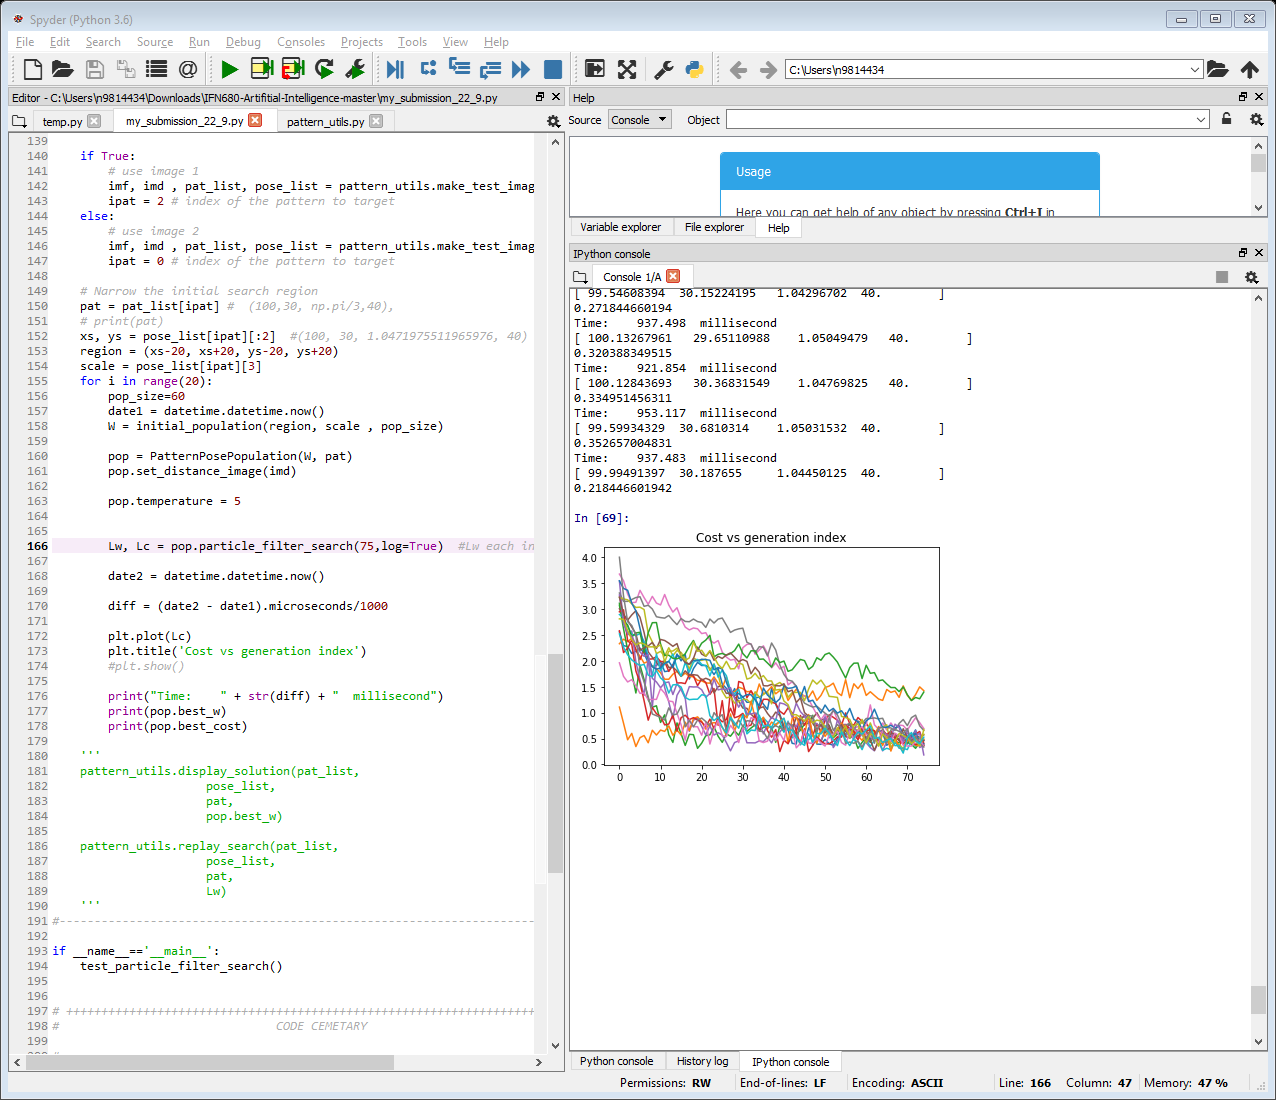 Spyder (Python 3.6)
File Edit Search Source Run Debug Consoles Projects Tools View Help
C:\Users\n9814434
Editor - C:\Users\n9814434\Downloads\IFN680-Artifitial-Intelligence-master\my_submission_22_9.py
temp.py my_submission_22_9.py pattern_utils.py
139
140 if True:
141 # use image 1
142 imf, imd , pat_list, pose_list = pattern_utils.make_test_imag
143 ipat = 2 # index of the pattern to target
144 else:
145 # use image 2
146 imf, imd , pat_list, pose_list = pattern_utils.make_test_imag
147 ipat = 0 # index of the pattern to target
148
149 # Narrow the initial search region
150 pat = pat_list[ipat] # (100,30, np.pi/3,40),
151 # print(pat)
152 xs, ys = pose_list[ipat][:2] #(100, 30, 1.0471975511965976, 40)
153 region = (xs-20, xs+20, ys-20, ys+20)
154 scale = pose_list[ipat][3]
155 for i in range(20):
156 pop_size=60
157 date1 = datetime.datetime.now()
158 W = initial_population(region, scale , pop_size)
159
160 pop = PatternPosePopulation(W, pat)
161 pop.set_distance_image(imd)
162
163 pop.temperature = 5
164
165
166 Lw, Lc = pop.particle_filter_search(75,log=True) #Lw each in
167
168 date2 = datetime.datetime.now()
169
170 diff = (date2 - date1).microseconds/1000
171
172 plt.plot(Lc)
173 plt.title('Cost vs generation index')
174 #plt.show()
175
176 print("Time: " + str(diff) + " millisecond")
177 print(pop.best_w)
178 print(pop.best_cost)
179
180 '''
181 pattern_utils.display_solution(pat_list,
182 pose_list,
183 pat,
184 pop.best_w)
185
186 pattern_utils.replay_search(pat_list,
187 pose_list,
188 pat,
189 Lw)
190 '''
191 #--------------------------------------------------------------------
192
193 if __name__=='__main__':
194 test_particle_filter_search()
195
196
197 # +++++++++++++++++++++++++++++++++++++++++++++++++++++++++++++++++++
198 # CODE CEMETARY
199
Help
Source Console Object
Usage
Here you can get help of any object by pressing Ctrl+I in
Variable explorer File explorer Help
IPython console
Console 1/A
[ 99.54608394 30.15224195 1.04296702 40. ]
0.271844660194
Time: 937.498 millisecond
[ 100.13267961 29.65110988 1.05049479 40. ]
0.320388349515
Time: 921.854 millisecond
[ 100.12843693 30.36831549 1.04769825 40. ]
0.334951456311
Time: 953.117 millisecond
[ 99.59934329 30.6810314 1.05031532 40. ]
0.352657004831
Time: 937.483 millisecond
[ 99.99491397 30.187655 1.04450125 40. ]
0.218446601942
In [69]:
Cost vs generation index
4.0
3.5
3.0
2.5
2.0
1.5
1.0
0.5
0.0
0 10 20 30 40 50 60 70
Python console History log IPython console
Permissions: RW End-of-lines: LF Encoding: ASCII Line: 166 Column: 47 Memory: 47 %